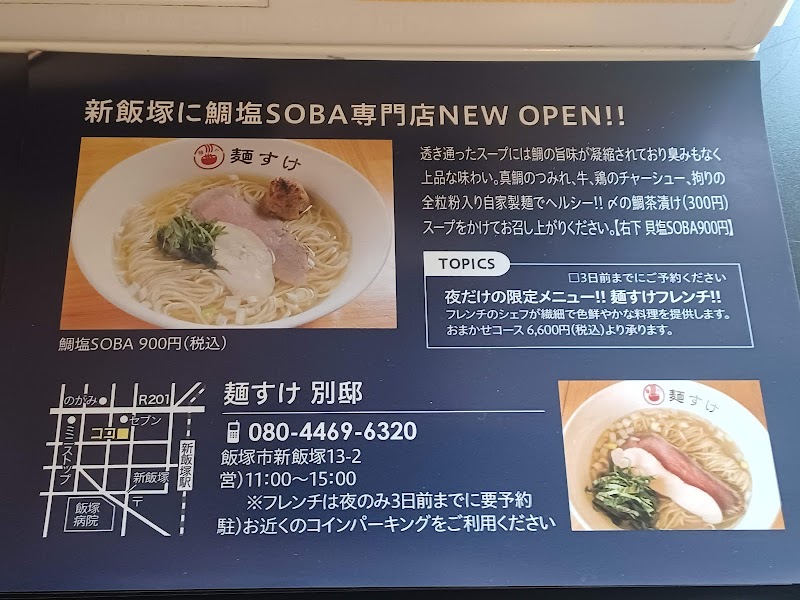 新飯塚に鯛塩SOBA専門店NEW OPEN!!
麺すけ
透き通ったスープには鯛の旨味が凝縮されており臭みもなく
上品な味わい。真鯛のつみれ、牛、鶏のチャーシュー、拘りの
全粒粉入り自家製麺でヘルシー!! 〆の鯛茶漬け(300円)
スープをかけてお召し上がりください。【右下 貝塩SOBA900円】
TOPICS
□3日前までにご予約ください
夜だけの限定メニュー!! 麺すけフレンチ!!
フレンチのシェフが繊細で色鮮やかな料理を提供します。
おまかせコース 6,600円(税込)より承ります。
鯛塩SOBA 900円(税込)
のがみ
R201
セブン
ミニストップ
ココ
新飯塚駅
新飯塚
〒
飯塚
病院
麺すけ 別邸
080-4469-6320
飯塚市新飯塚13-2
営)11:00〜15:00
※フレンチは夜のみ3日前までに要予約
駐)お近くのコインパーキングをご利用ください
麺すけ